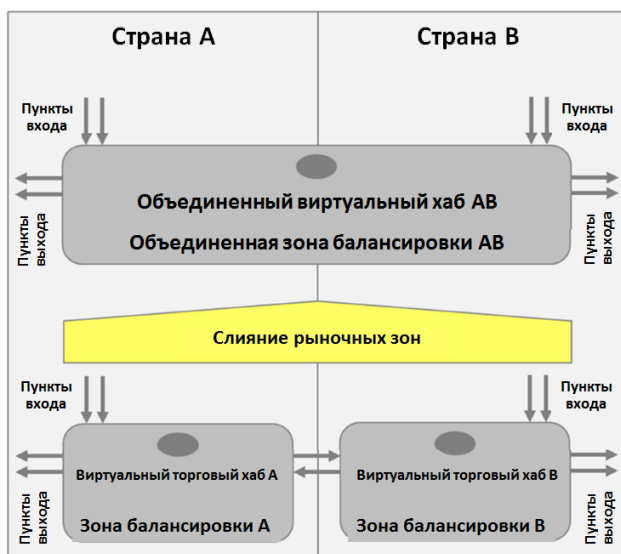 Страна А
Страна В
Пункты
входа
Пункты
входа
Объединенный виртуальный хаб АВ
Объединенная зона балансировки АВ
Пункты
выхода
Пункты
выхода
Слияние рыночных зон
Пункты
входа
Пункты
входа
Виртуальный торговый хаб А
Зона балансировки А
Виртуальный торговый хаб В
Зона балансировки В
Пункты
выхода
Пункты
выхода